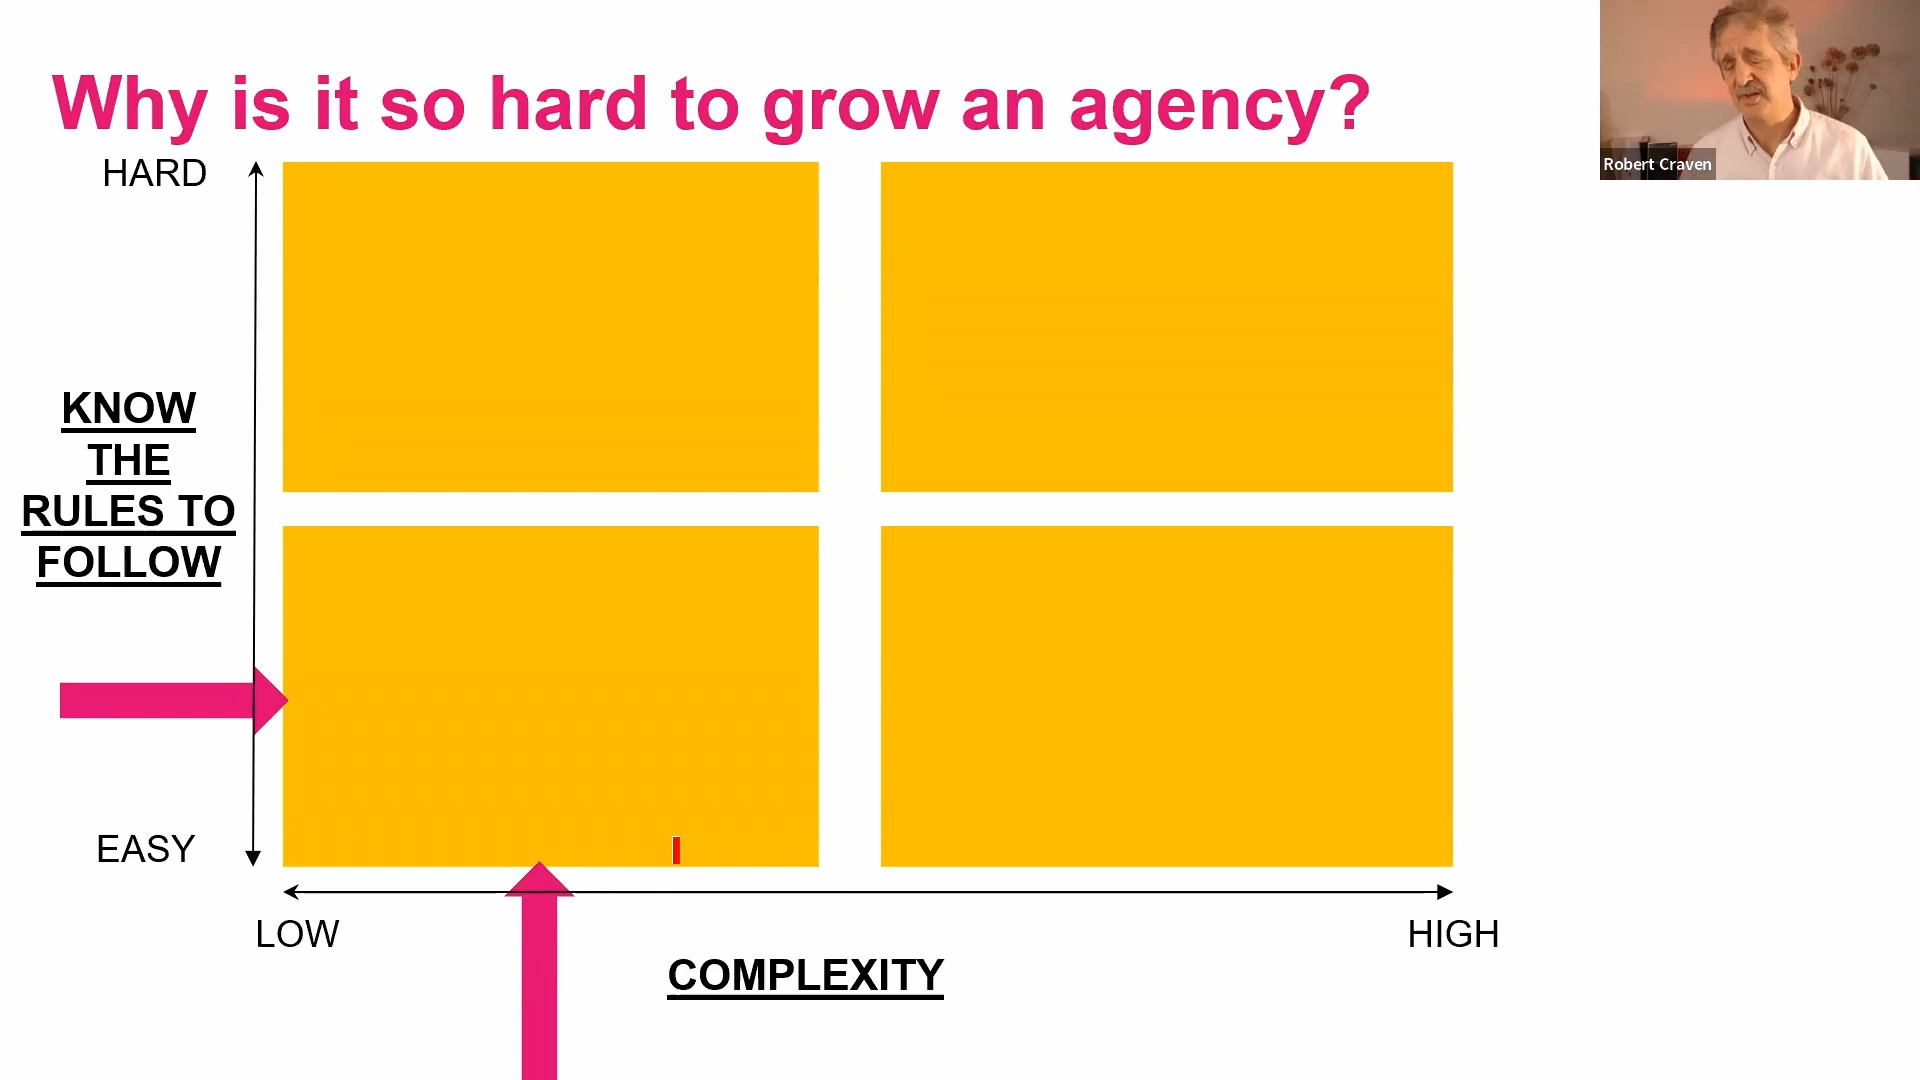 Why is it so hard to grow an agency?
Robert Craven
HARD
KNOW
THE
RULES TO
FOLLOW
EASY
LOW
HIGH
COMPLEXITY